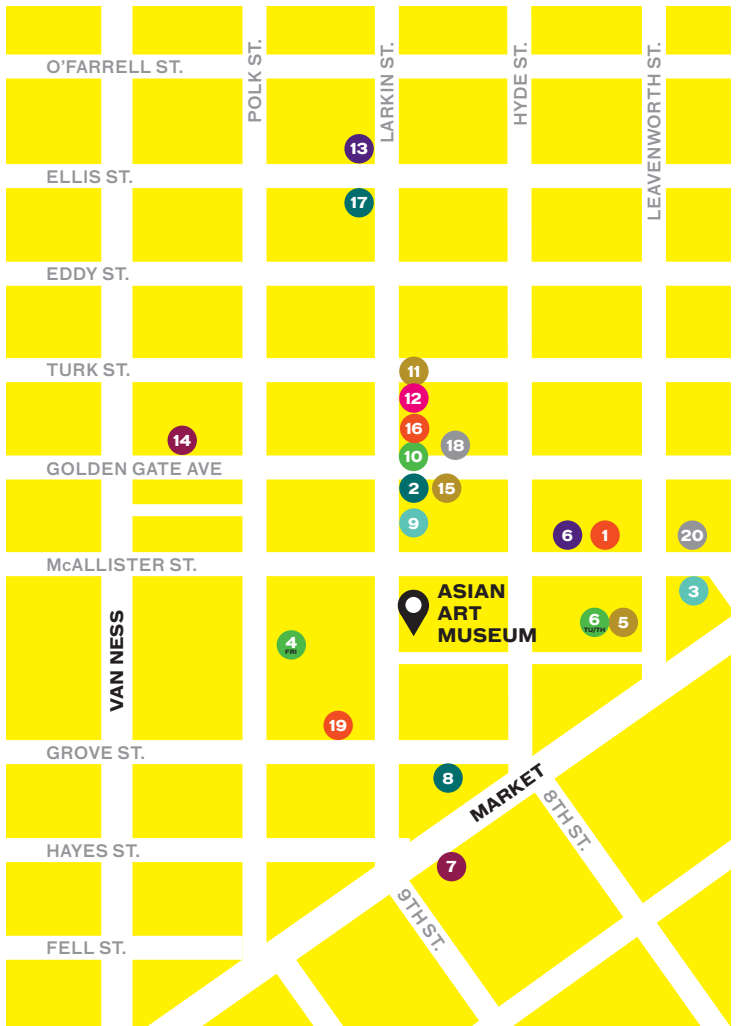 O'FARRELL ST.
POLK ST.
LARKIN ST.
HYDE ST.
LEAVENWORTH ST.
13
ELLIS ST.
17
EDDY ST.
TURK ST.
11
12
16
14
18
10
GOLDEN GATE AVE
2
15
9
6
1
20
McALLISTER ST.
3
ASIAN
ART
MUSEUM
6
TU/TH
5
4
FRI
VAN NESS
19
GROVE ST.
8
MARKET
8TH ST.
HAYES ST.
7
9TH ST.
FELL ST.